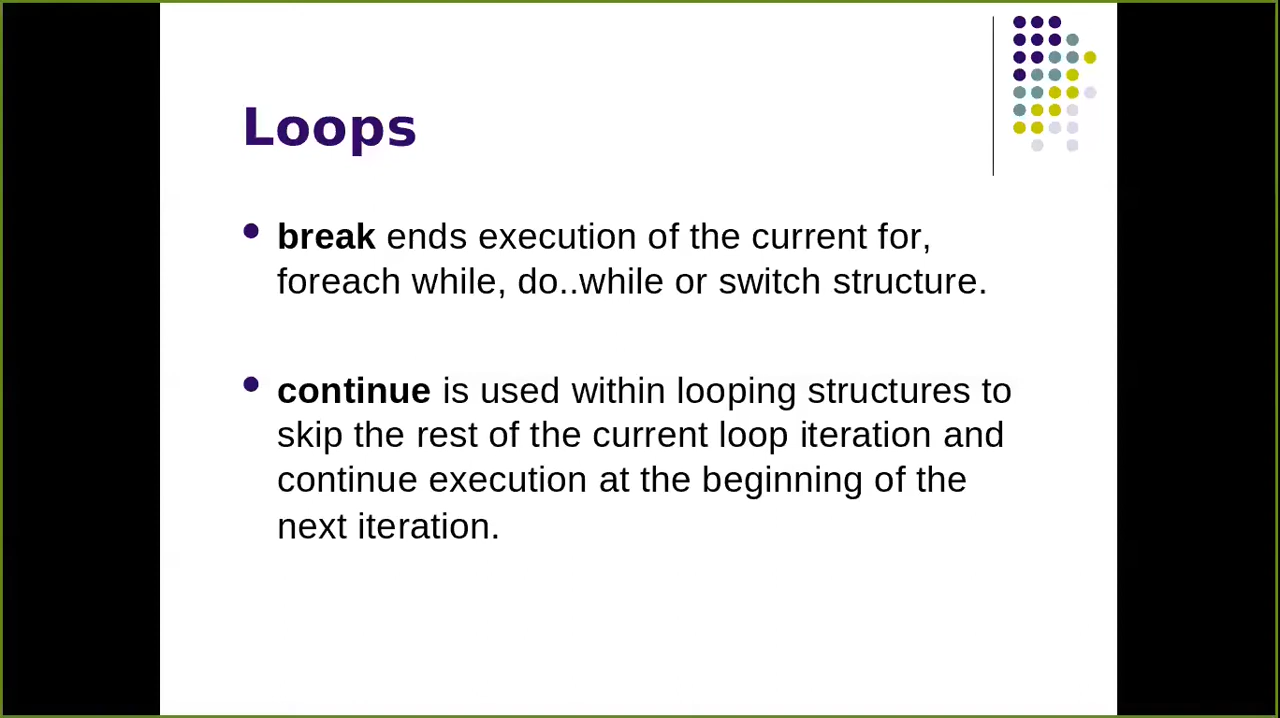 Loops
break ends execution of the current for,
foreach while, do..while or switch structure.
continue is used within looping structures to
skip the rest of the current loop iteration and
continue execution at the beginning of the
next iteration.